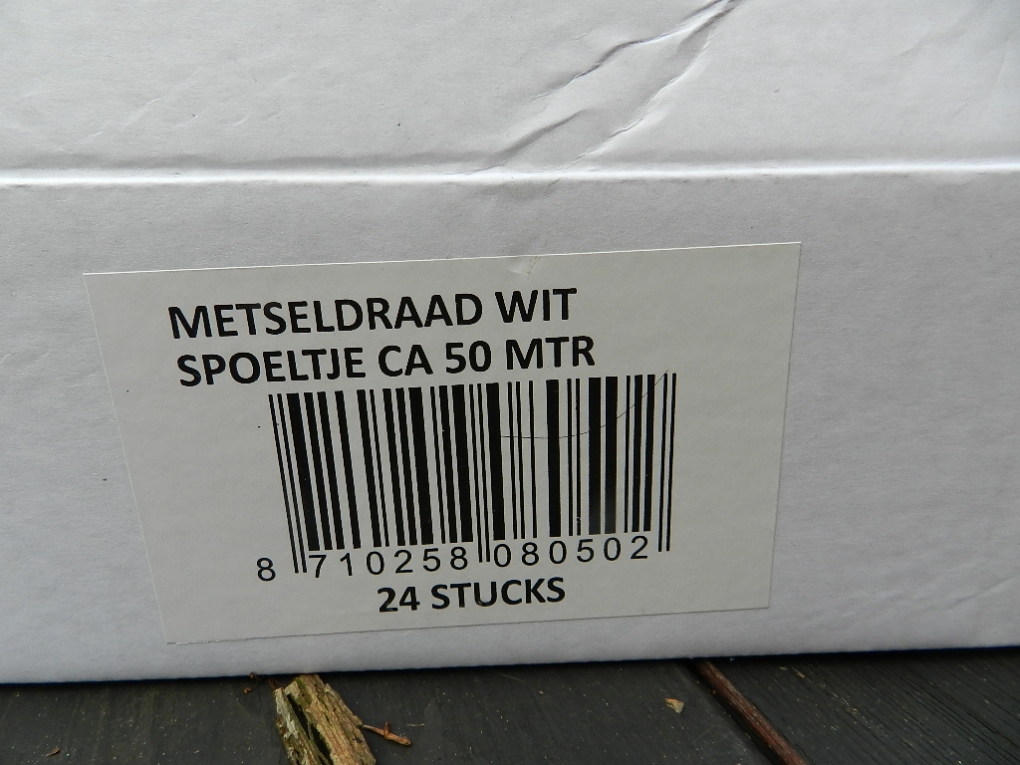 METSELDRAAD WIT
SPOELTJE CA 50 MTR
8 710258 080502
24 STUCKS